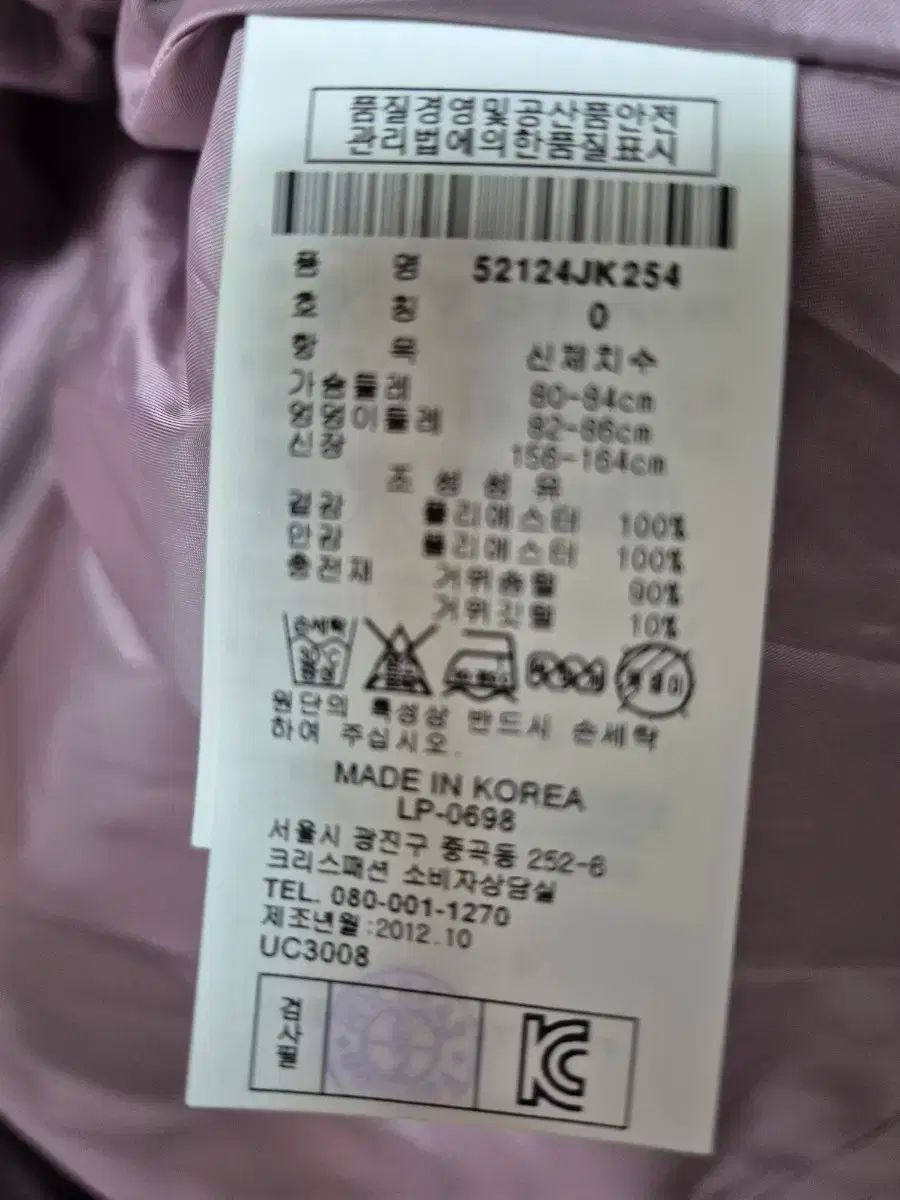 품질경영및공산품안전
관리법에의한품질표시
품 명 52124JK254
호 칭 0
항 목 신체치수
가슴둘레 80-84cm
엉덩이둘레 82-86cm
신장 156-164cm
조 성 섬 유
겉감 폴리에스터 100%
안감 폴리에스터 100%
충전재 거위솜털 90%
거위깃털 10%
손세탁
원단의 특성상 반드시 손세탁
하여 주십시오.
MADE IN KOREA
LP-0698
서울시 광진구 중곡동 252-6
크리스패션 소비자상담실
TEL. 080-001-1270
제조년월:2012.10
UC3008
검사필